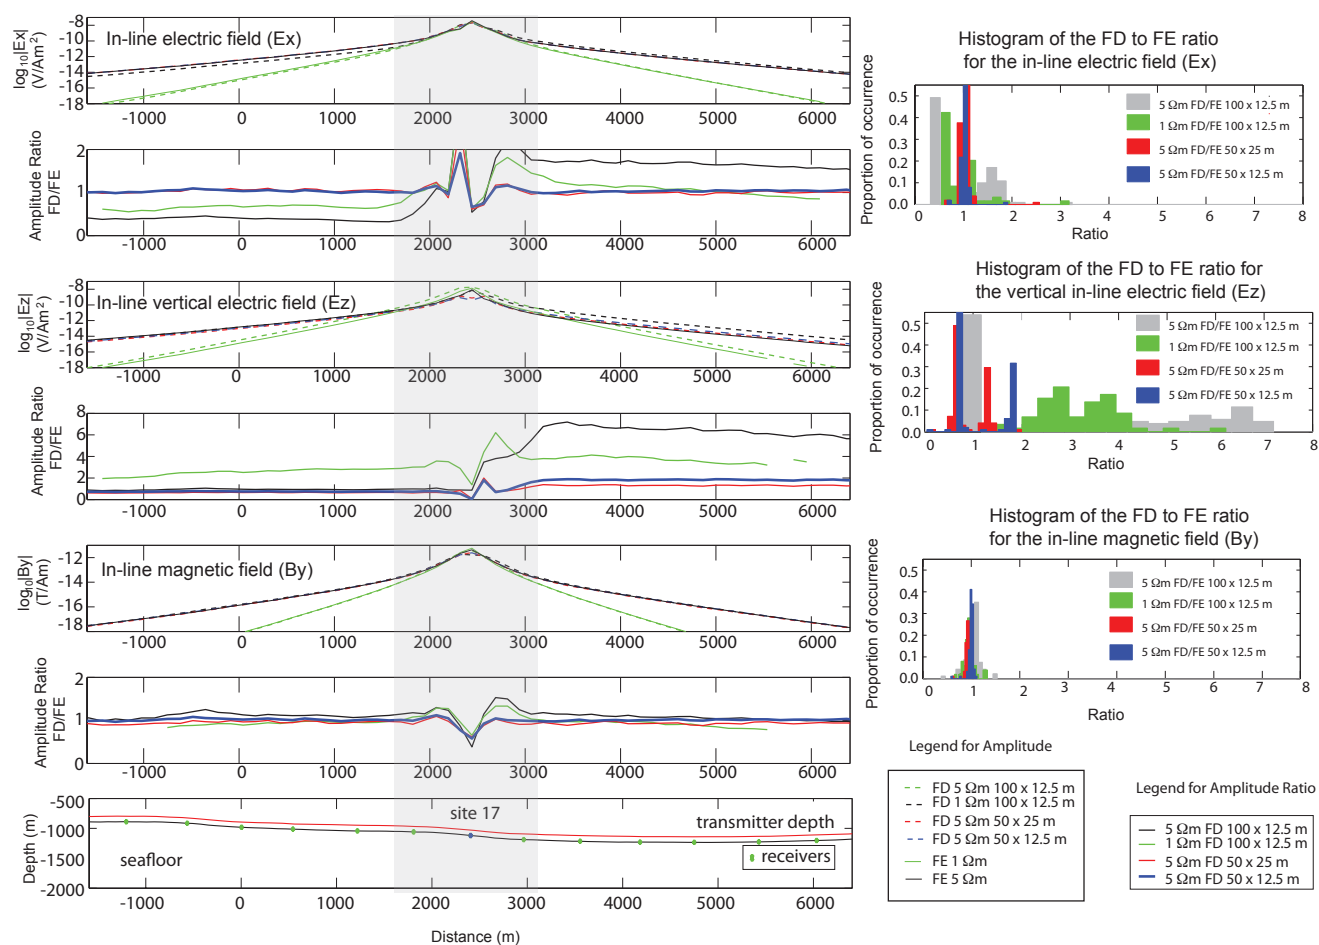 In-line electric field (Ex)
log10|Ex| (V/Am²)
-8
-10
-12
-14
-16
-18
-1000 0 1000 2000 3000 4000 5000 6000
Amplitude Ratio FD/FE
2
1
0
-1000 0 1000 2000 3000 4000 5000 6000
In-line vertical electric field (Ez)
log10|Ez| (V/Am²)
-8
-10
-12
-14
-16
-18
-1000 0 1000 2000 3000 4000 5000 6000
Amplitude Ratio FD/FE
8
6
4
2
0
-1000 0 1000 2000 3000 4000 5000 6000
In-line magnetic field (By)
log10|By| (T/Am)
-12
-14
-16
-18
-1000 0 1000 2000 3000 4000 5000 6000
Amplitude Ratio FD/FE
2
1
0
-1000 0 1000 2000 3000 4000 5000 6000
Depth (m)
-500
-1000
-1500
-2000
site 17
transmitter depth
seafloor
receivers
-1000 0 1000 2000 3000 4000 5000 6000
Distance (m)
Histogram of the FD to FE ratio
for the in-line electric field (Ex)
Proportion of occurrence
0.5
0.4
0.3
0.2
0.1
0.0
5 Ωm FD/FE 100 x 12.5 m
1 Ωm FD/FE 100 x 12.5 m
5 Ωm FD/FE 50 x 25 m
5 Ωm FD/FE 50 x 12.5 m
0 1 2 3 4 5 6 7 8
Ratio
Histogram of the FD to FE ratio for
the vertical in-line electric field (Ez)
Proportion of occurrence
0.5
0.4
0.3
0.2
0.1
0.0
5 Ωm FD/FE 100 x 12.5 m
1 Ωm FD/FE 100 x 12.5 m
5 Ωm FD/FE 50 x 25 m
5 Ωm FD/FE 50 x 12.5 m
0 1 2 3 4 5 6 7 8
Ratio
Histogram of the FD to FE ratio
for the in-line magnetic field (By)
Proportion of occurrence
0.5
0.4
0.3
0.2
0.1
0.0
5 Ωm FD/FE 100 x 12.5 m
1 Ωm FD/FE 100 x 12.5 m
5 Ωm FD/FE 50 x 25 m
5 Ωm FD/FE 50 x 12.5 m
0 1 2 3 4 5 6 7 8
Ratio
Legend for Amplitude
FD 5 Ωm 100 x 12.5 m
FD 1 Ωm 100 x 12.5 m
FD 5 Ωm 50 x 25 m
FD 5 Ωm 50 x 12.5 m
FE 1 Ωm
FE 5 Ωm
Legend for Amplitude Ratio
5 Ωm FD 100 x 12.5 m
1 Ωm FD 100 x 12.5 m
5 Ωm FD 50 x 25 m
5 Ωm FD 50 x 12.5 m